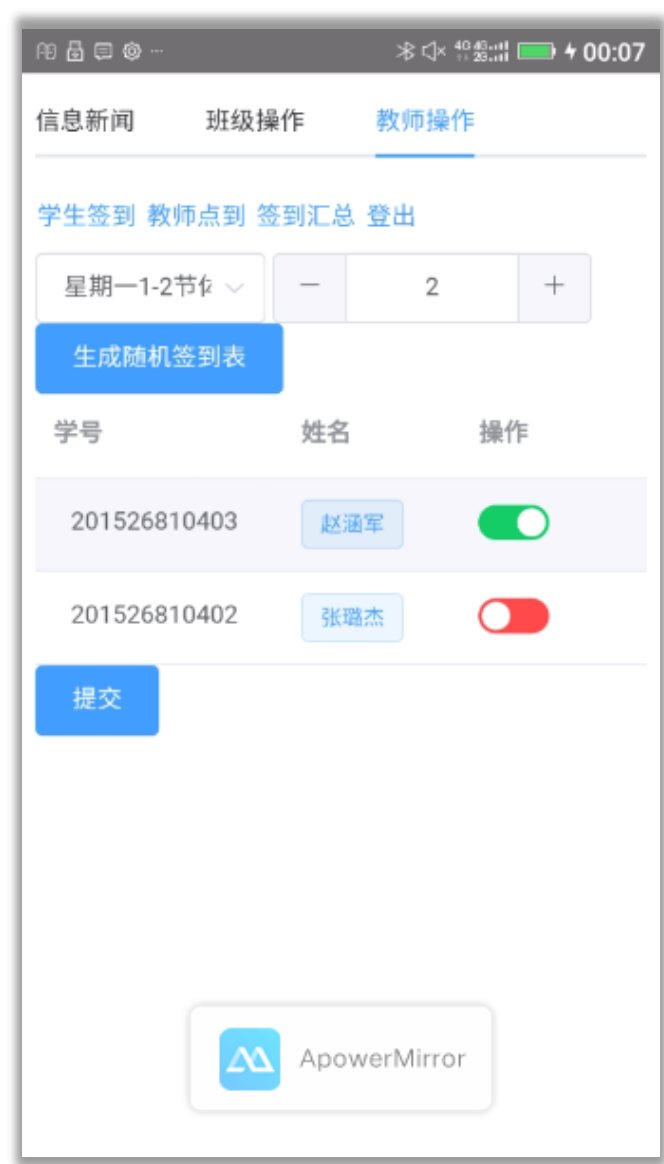 00:07
信息新闻 班级操作 教师操作
学生签到 教师点到 签到汇总 登出
星期一1-2节 — 2 +
生成随机签到表
学号 姓名 操作
201526810403 赵涵军
201526810402 张璐杰
提交
ApowerMirror